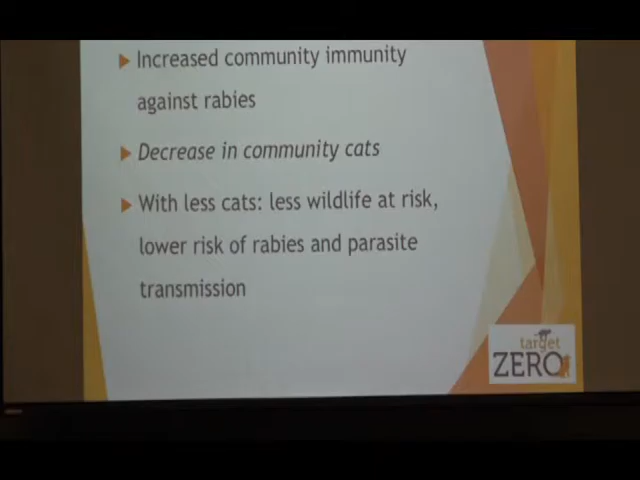 Increased community immunity
against rabies
Decrease in community cats
With less cats: less wildlife at risk,
lower risk of rabies and parasite
transmission
target
ZERO